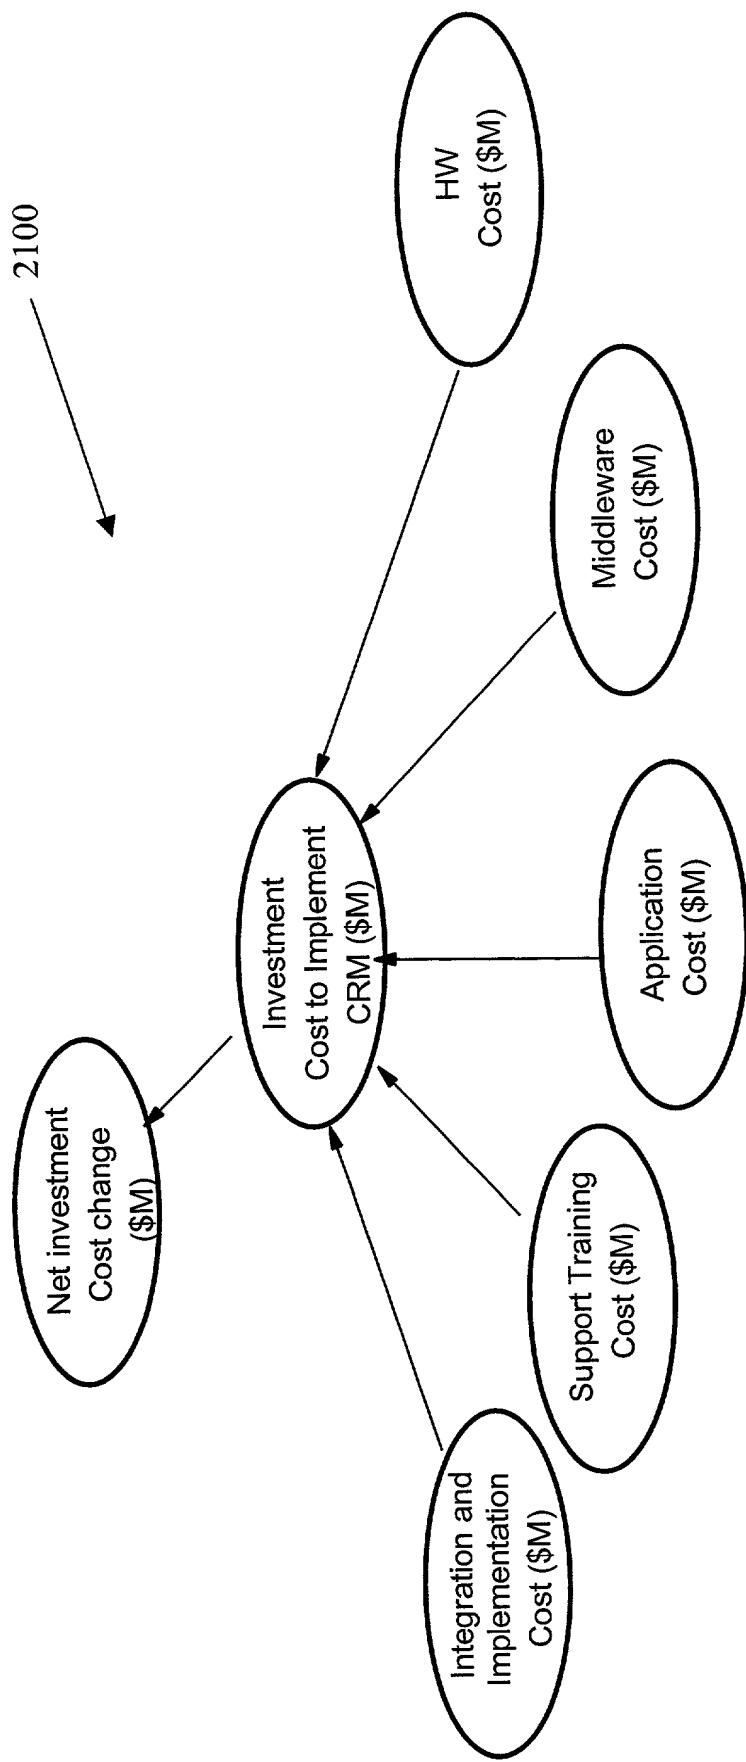 2100
Net investment
Cost change
($M)
Investment
Cost to Implement
CRM ($M)
Integration and
Implementation
Cost ($M)
Support Training
Cost ($M)
Application
Cost ($M)
Middleware
Cost ($M)
HW
Cost ($M)